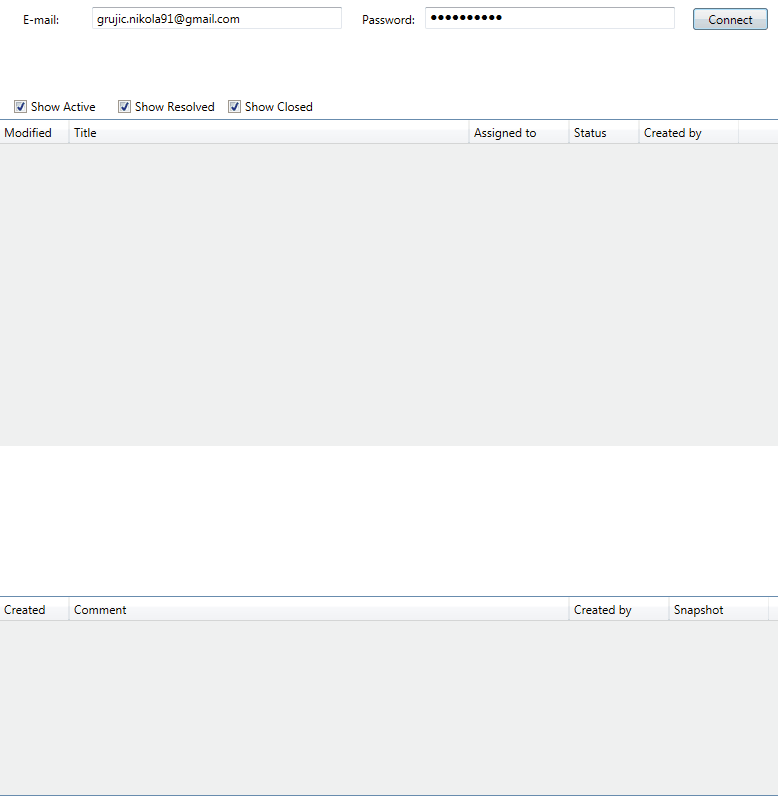 E-mail: grujic.nikola91@gmail.com Password: ●●●●●●●●●● Connect
Show Active Show Resolved Show Closed
Modified Title Assigned to Status Created by
Created Comment Created by Snapshot